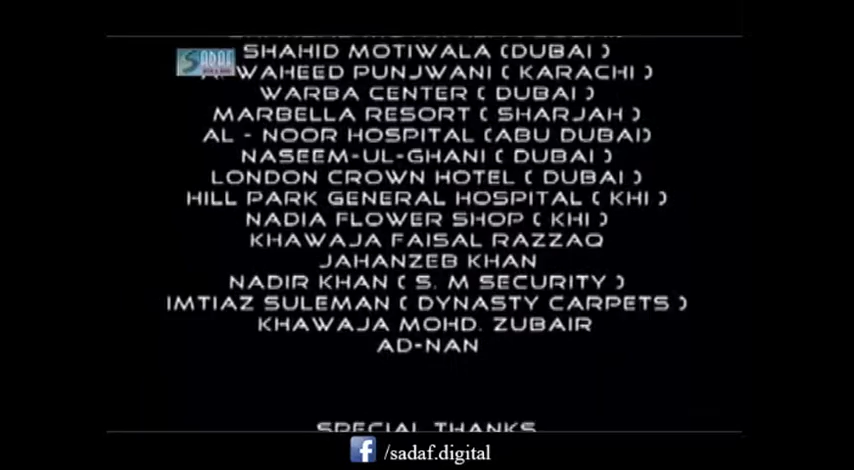 SHAHID MOTIWALA (DUBAI )
SADAF
WAHEED PUNJWANI ( KARACHI )
WARBA CENTER ( DUBAI )
MARBELLA RESORT ( SHARJAH )
AL - NOOR HOSPITAL (ABU DUBAI)
NASEEM-UL-GHANI ( DUBAI )
LONDON CROWN HOTEL ( DUBAI )
HILL PARK GENERAL HOSPITAL ( KHI )
NADIA FLOWER SHOP ( KHI )
KHAWAJA FAISAL RAZZAQ
JAHANZEB KHAN
NADIR KHAN ( S. M SECURITY )
IMTIAZ SULEMAN ( DYNASTY CARPETS )
KHAWAJA MOHD. ZUBAIR
AD-NAN
SPECIAL THANKS
f /sadaf.digital